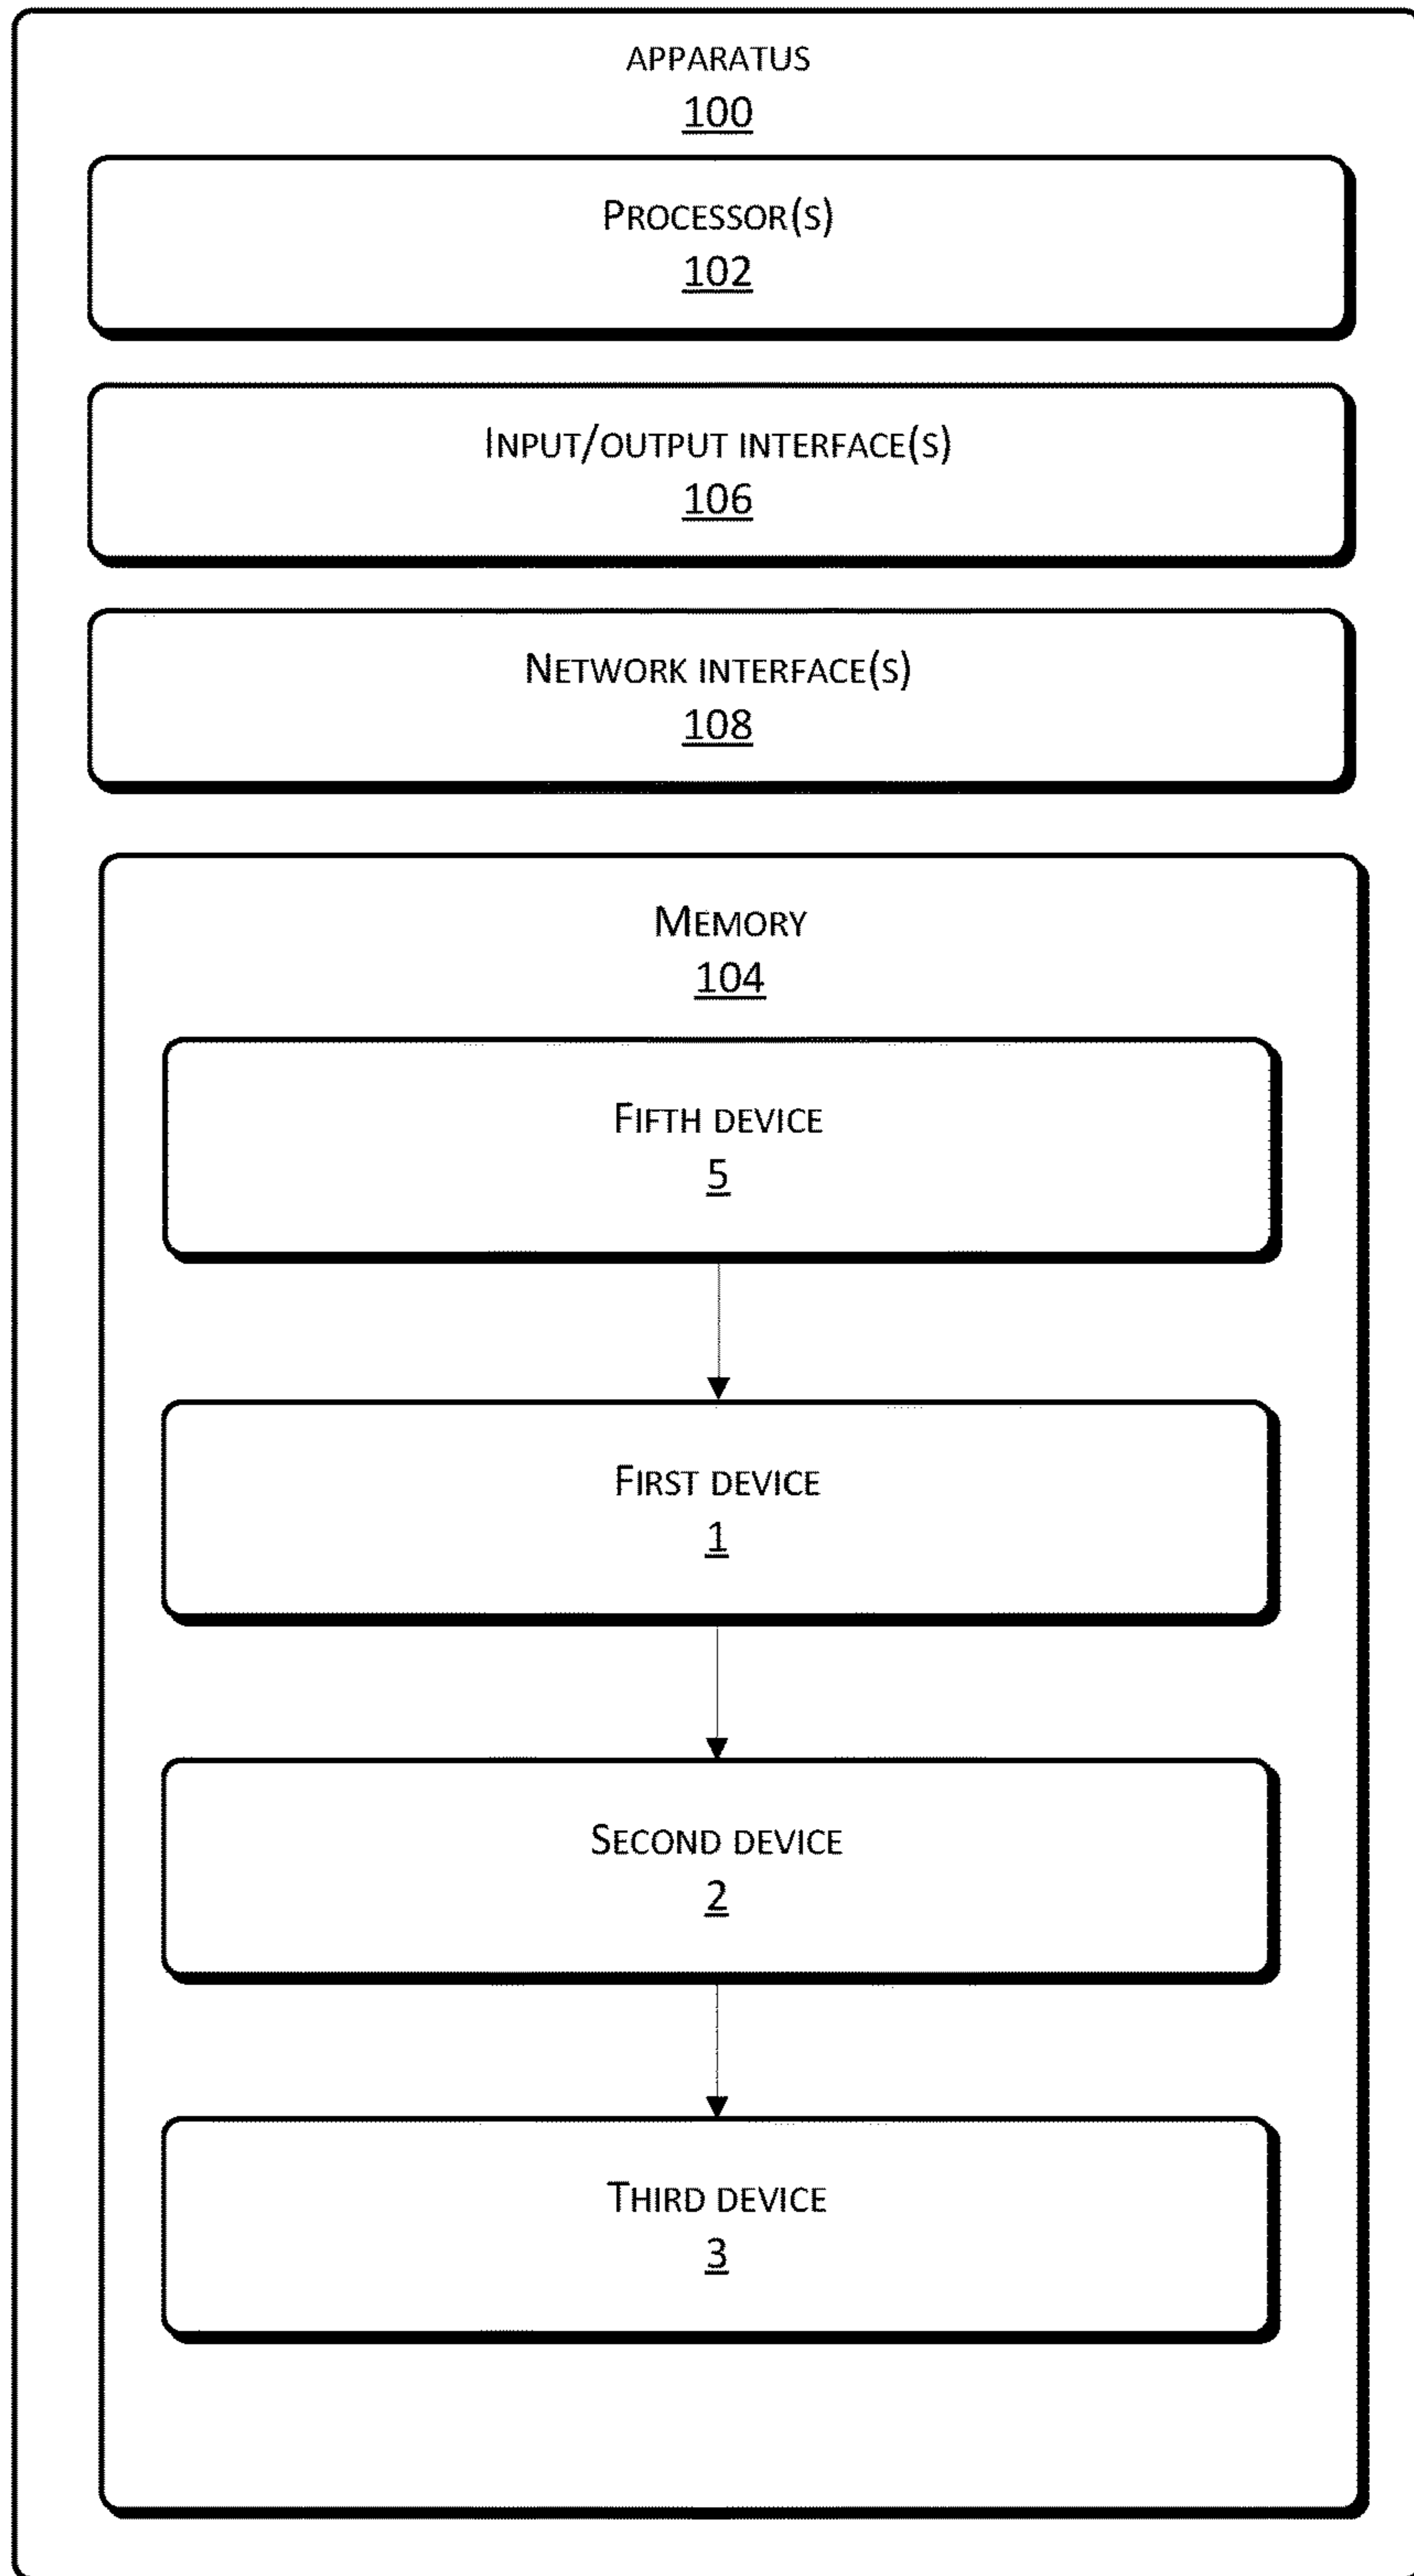 APPARATUS
100
PROCESSOR(S)
102
INPUT/OUTPUT INTERFACE(S)
106
NETWORK INTERFACE(S)
108
MEMORY
104
FIFTH DEVICE
5
FIRST DEVICE
1
SECOND DEVICE
2
THIRD DEVICE
3